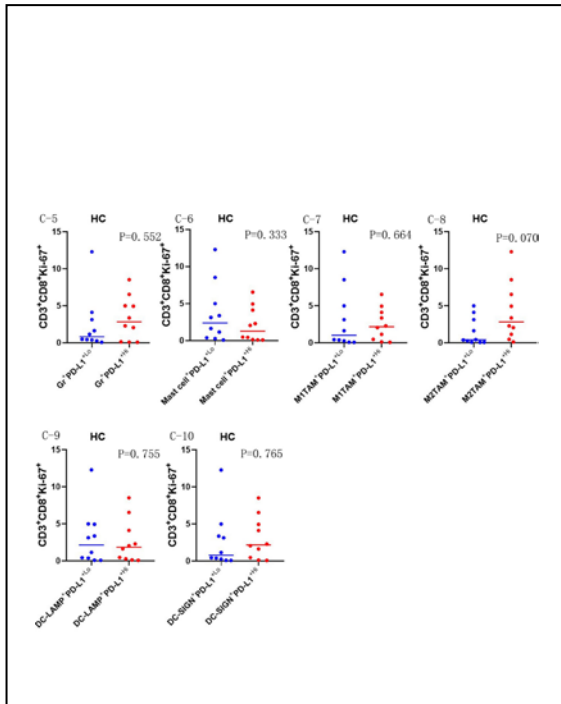 C-5 HC
P=0.552
CD3+CD8+Ki-67+
15
10
5
0
Gr+PD-L1+Lo
Gr+PD-L1+Hi
C-6 HC
P=0.333
CD3+CD8+Ki-67+
15
10
5
0
Mast cell+PD-L1+Lo
Mast cell+PD-L1+Hi
C-7 HC
P=0.664
CD3+CD8+Ki-67+
15
10
5
0
M1TAM+PD-L1+Lo
M1TAM+PD-L1+Hi
C-8 HC
P=0.070
CD3+CD8+Ki-67+
15
10
5
0
M2TAM+PD-L1+Lo
M2TAM+PD-L1+Hi
C-9 HC
P=0.755
CD3+CD8+Ki-67+
15
10
5
0
DC-LAMP+PD-L1+Lo
DC-LAMP+PD-L1+Hi
C-10 HC
P=0.765
CD3+CD8+Ki-67+
15
10
5
0
DC-SIGN+PD-L1+Lo
DC-SIGN+PD-L1+Hi